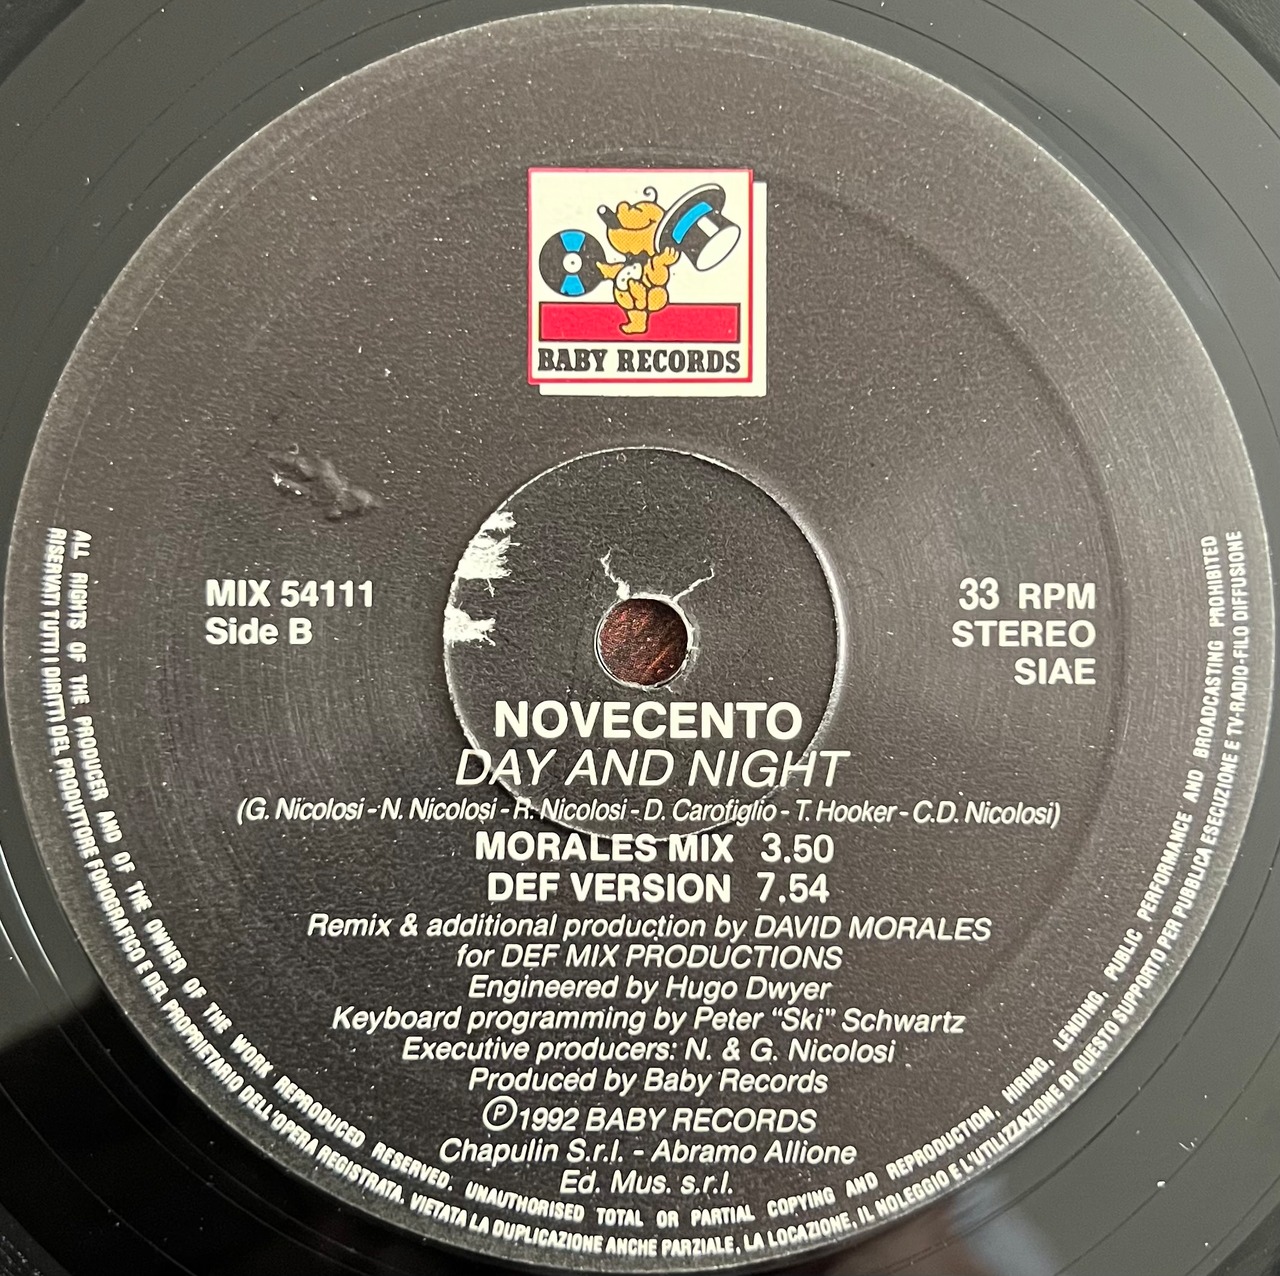 BABY RECORDS
MIX 54111
Side B
33 RPM
STEREO
SIAE
NOVECENTO
DAY AND NIGHT
(G. Nicolosi - N. Nicolosi - R. Nicolosi - D. Carofiglio - T. Hooker - C.D. Nicolosi)
MORALES MIX 3.50
DEF VERSION 7.54
Remix & additional production by DAVID MORALES
for DEF MIX PRODUCTIONS
Engineered by Hugo Dwyer
Keyboard programming by Peter “Ski” Schwartz
Executive producers: N. & G. Nicolosi
Produced by Baby Records
℗1992 BABY RECORDS
Chapulin S.r.l. - Abramo Allione
Ed. Mus. s.r.l.
ALL RIGHTS OF THE PRODUCER AND OF THE OWNER OF THE WORK REPRODUCED RESERVED. UNAUTHORISED TOTAL OR PARTIAL COPYING AND REPRODUCTION, HIRING, LENDING, PUBLIC PERFORMANCE AND BROADCASTING PROHIBITED
RISERVATI TUTTI I DIRITTI DEL PRODUTTORE FONOGRAFICO E DEL PROPRIETARIO DELL'OPERA REGISTRATA. VIETATA LA DUPLICAZIONE ANCHE PARZIALE, LA LOCAZIONE, IL NOLEGGIO E L'UTILIZZAZIONE DI QUESTO SUPPORTO PER PUBBLICA ESECUZIONE E TV-RADIO-FILO DIFFUSIONE